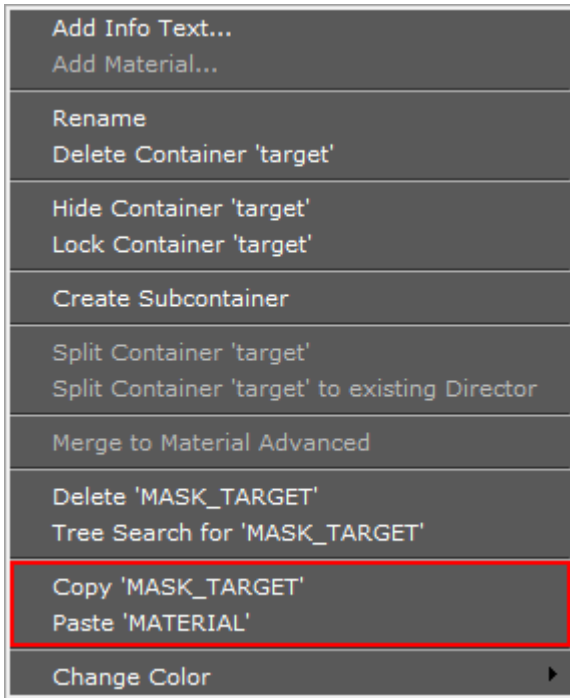 Add Info Text...
Add Material...
Rename
Delete Container 'target'
Hide Container 'target'
Lock Container 'target'
Create Subcontainer
Split Container 'target'
Split Container 'target' to existing Director
Merge to Material Advanced
Delete 'MASK_TARGET'
Tree Search for 'MASK_TARGET'
Copy 'MASK_TARGET'
Paste 'MATERIAL'
Change Color